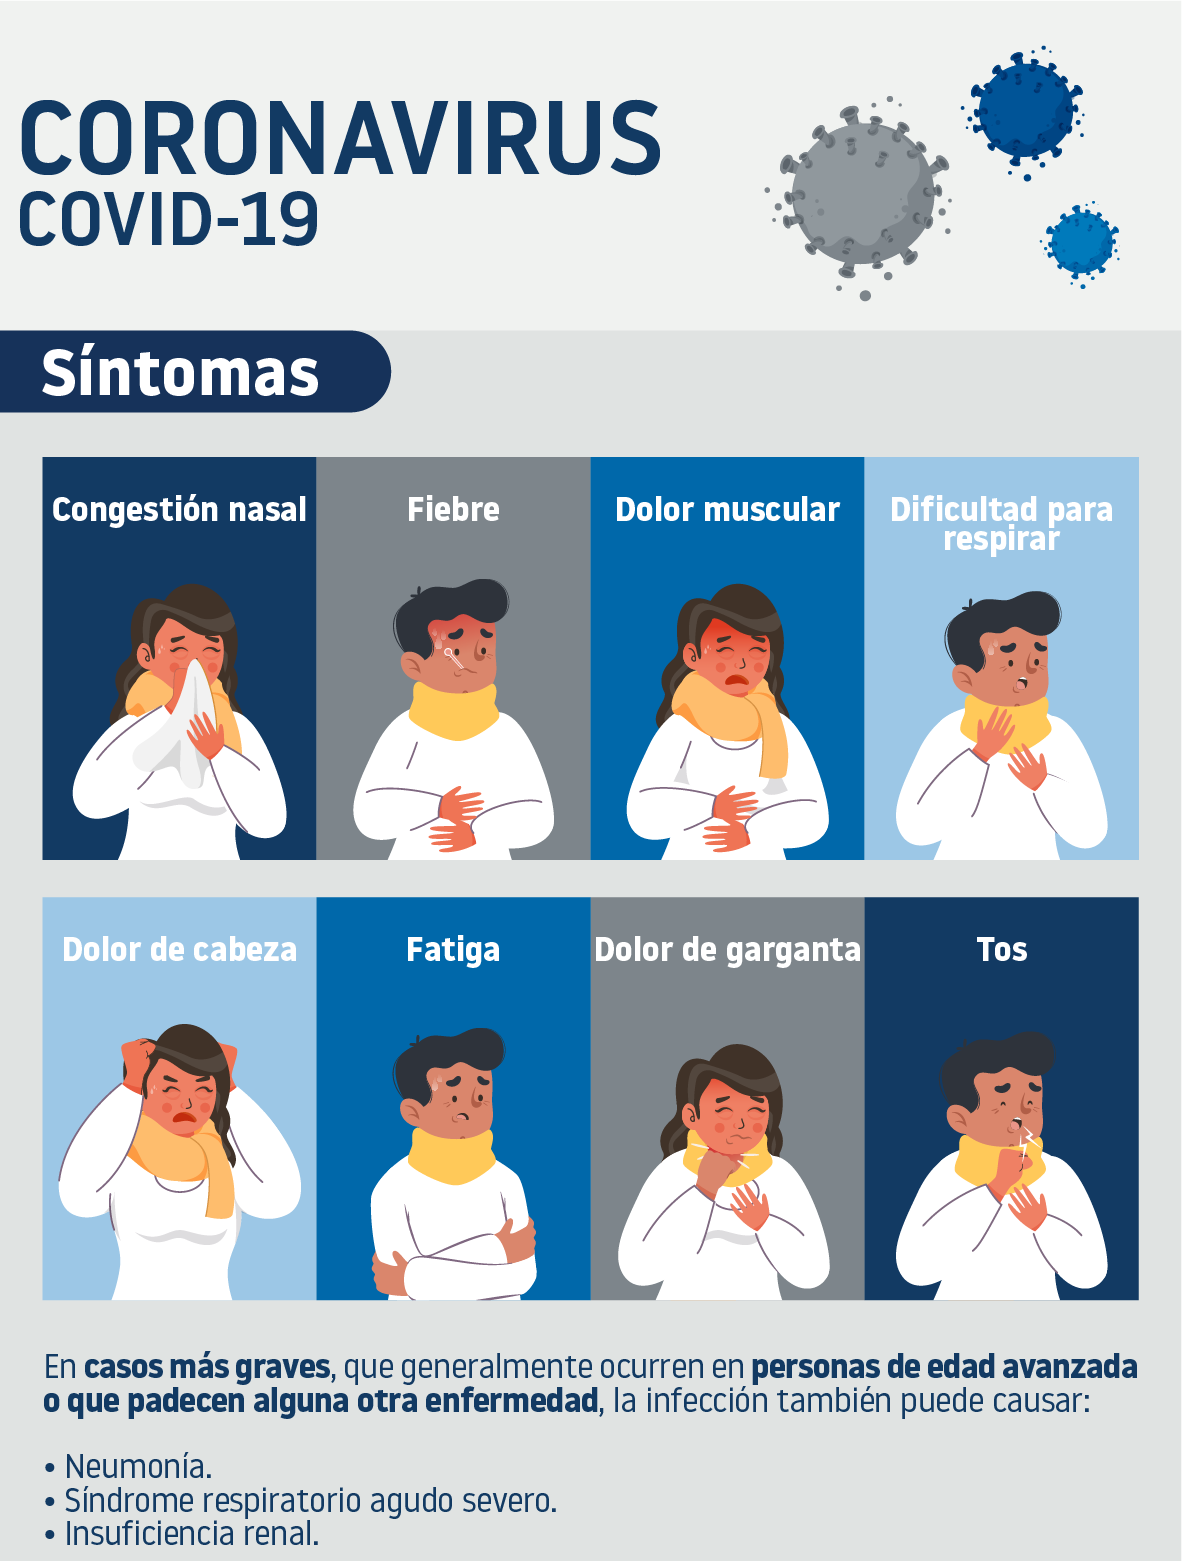 CORONAVIRUS
COVID-19
Síntomas
Congestión nasal
Fiebre
Dolor muscular
Dificultad para
respirar
Dolor de cabeza
Fatiga
Dolor de garganta
Tos
En casos más graves, que generalmente ocurren en personas de edad avanzada
o que padecen alguna otra enfermedad, la infección también puede causar:
• Neumonía.
• Síndrome respiratorio agudo severo.
• Insuficiencia renal.